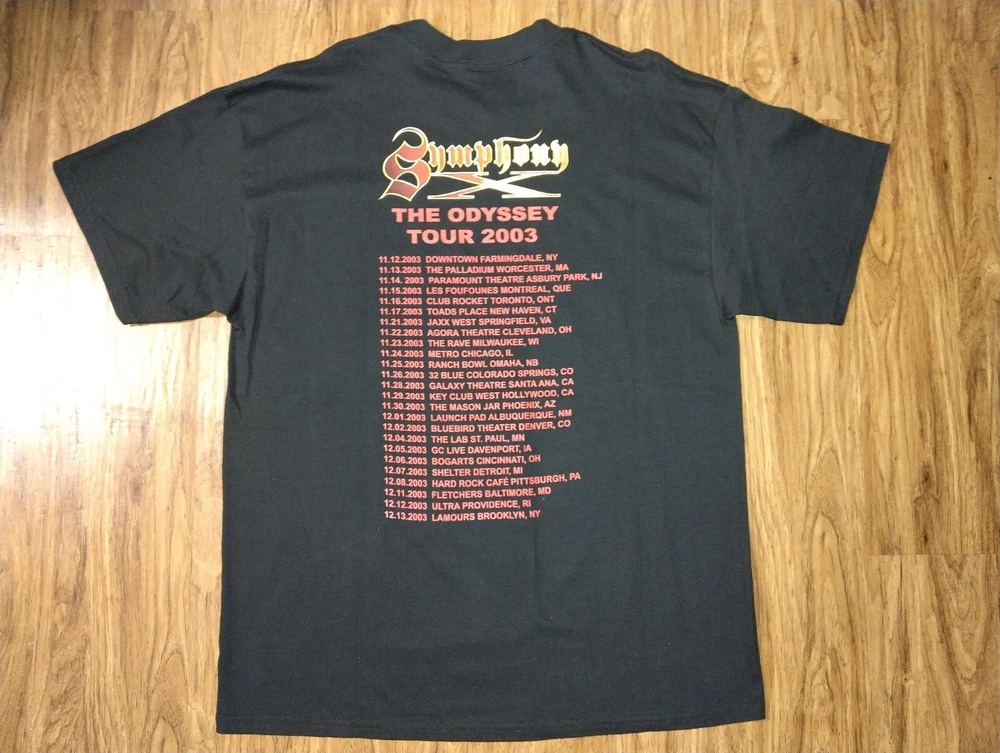 Symphony
X
THE ODYSSEY
TOUR 2003
11.12.2003 DOWNTOWN FARMINGDALE, NY
11.13.2003 THE PALLADIUM WORCESTER, MA
11.14. 2003 PARAMOUNT THEATRE ASBURY PARK, NJ
11.15.2003 LES FOUFOUNES MONTREAL, QUE
11.16.2003 CLUB ROCKET TORONTO, ONT
11.17.2003 TOADS PLACE NEW HAVEN, CT
11.21.2003 JAXX WEST SPRINGFIELD, VA
11.22.2003 AGORA THEATRE CLEVELAND, OH
11.23.2003 THE RAVE MILWAUKEE, WI
11.24.2003 METRO CHICAGO, IL
11.25.2003 RANCH BOWL OMAHA, NB
11.26.2003 32 BLUE COLORADO SPRINGS, CO
11.28.2003 GALAXY THEATRE SANTA ANA, CA
11.29.2003 KEY CLUB WEST HOLLYWOOD, CA
11.30.2003 THE MASON JAR PHOENIX, AZ
12.01.2003 LAUNCH PAD ALBUQUERQUE, NM
12.02.2003 BLUEBIRD THEATER DENVER, CO
12.04.2003 THE LAB ST. PAUL, MN
12.05.2003 GC LIVE DAVENPORT, IA
12.06.2003 BOGARTS CINCINNATI, OH
12.07.2003 SHELTER DETROIT, MI
12.08.2003 HARD ROCK CAFÉ PITTSBURGH, PA
12.11.2003 FLETCHERS BALTIMORE, MD
12.12.2003 ULTRA PROVIDENCE, RI
12.13.2003 LAMOURS BROOKLYN, NY